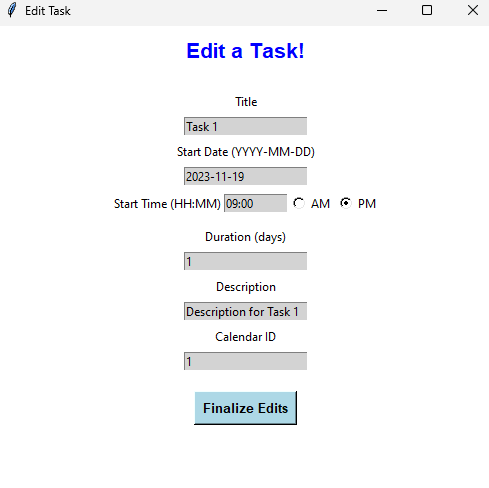 Edit Task
Edit a Task!
Title
Task 1
Start Date (YYYY-MM-DD)
2023-11-19
Start Time (HH:MM) 09:00 AM PM
Duration (days)
1
Description
Description for Task 1
Calendar ID
1
Finalize Edits